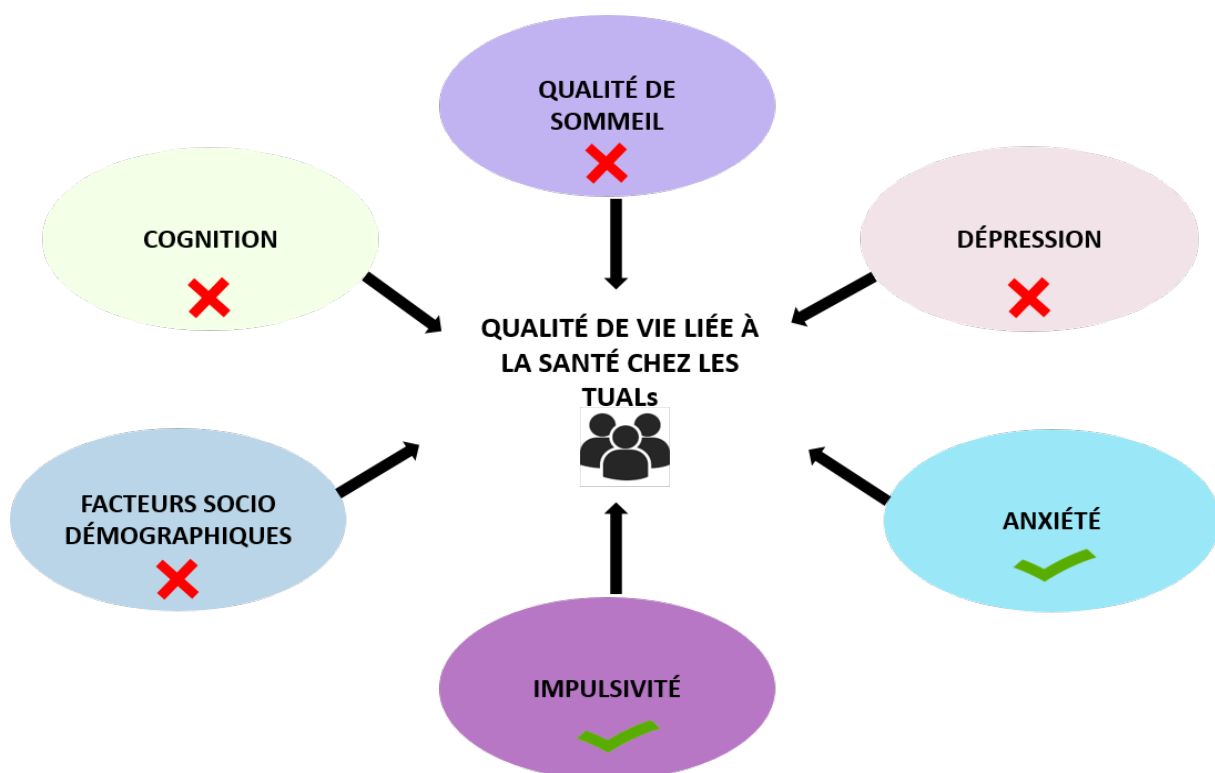 QUALITÉ DE
SOMMEIL
COGNITION
DÉPRESSION
QUALITÉ DE VIE LIÉE À
LA SANTÉ CHEZ LES
TUALs
FACTEURS SOCIO
DÉMOGRAPHIQUES
ANXIÉTÉ
IMPULSIVITÉ